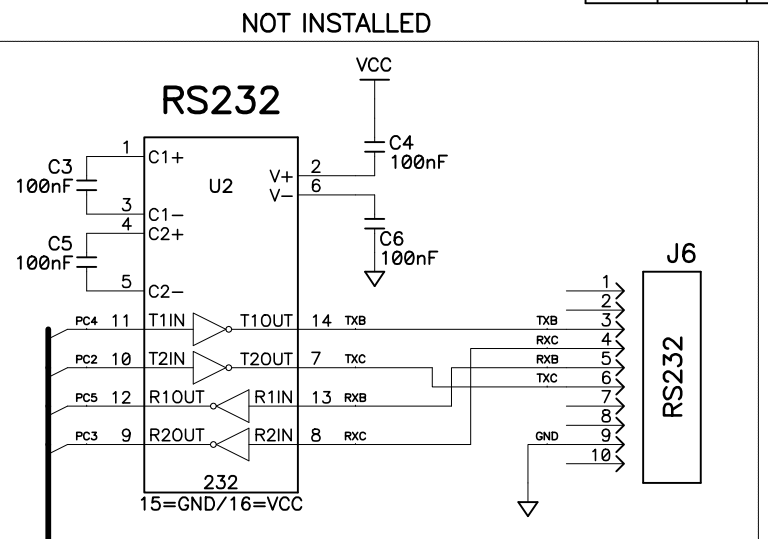 NOT INSTALLED
RS232
VCC
C4
100nF
1
C1+
C3
100nF
U2
V+
2
V-
6
3
C1-
4
C2+
C5
100nF
C6
100nF
5
C2-
J6
1
2
PC4 11 T1IN T1OUT 14 TXB TXB 3
RXC 4
PC2 10 T2IN T2OUT 7 TXC RXB 5
TXC 6
PC5 12 R1OUT R1IN 13 RXB 7
8
PC3 9 R2OUT R2IN 8 RXC GND 9
10
RS232
232
15=GND/16=VCC